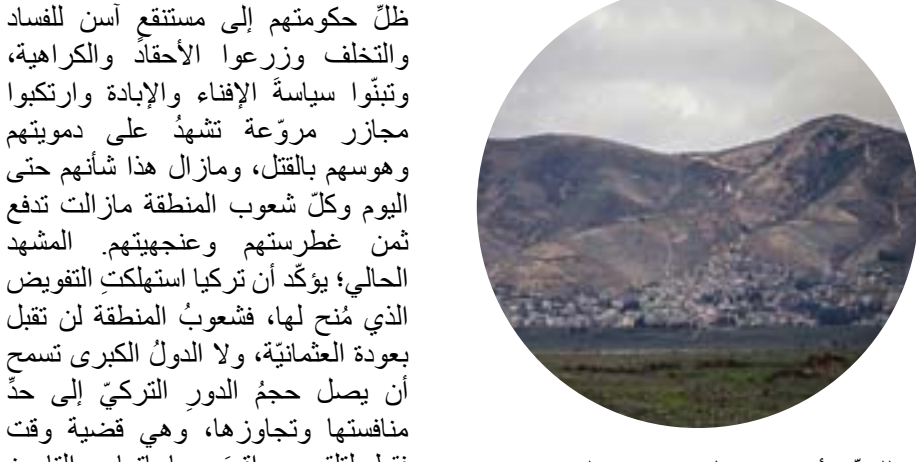 ظلِّ حكومتهم إلى مستنقعٍ آسن للفساد
والتخلف وزرعوا الأحقادَ والكراهية،
وتبنّوا سياسةَ الإفناء والإبادة وارتكبوا
مجازر مروّعة تشهدُ على دمويتهم
وهوسهم بالقتل، ومازال هذا شأنهم حتى
اليوم وكلّ شعوب المنطقة مازالت تدفع
ثمن غطرستهم وعنجهيتهم. المشهد
الحالي؛ يؤكّد أن تركيا استهلكتِ التفويض
الذي مُنح لها، فشعوبُ المنطقة لن تقبل
بعودة العثمانيّة، ولا الدولُ الكبرى تسمح
أن يصل حجمُ الدورِ التركيّ إلى حدِّ
منافستها وتجاوزها، وهي قضية وقت